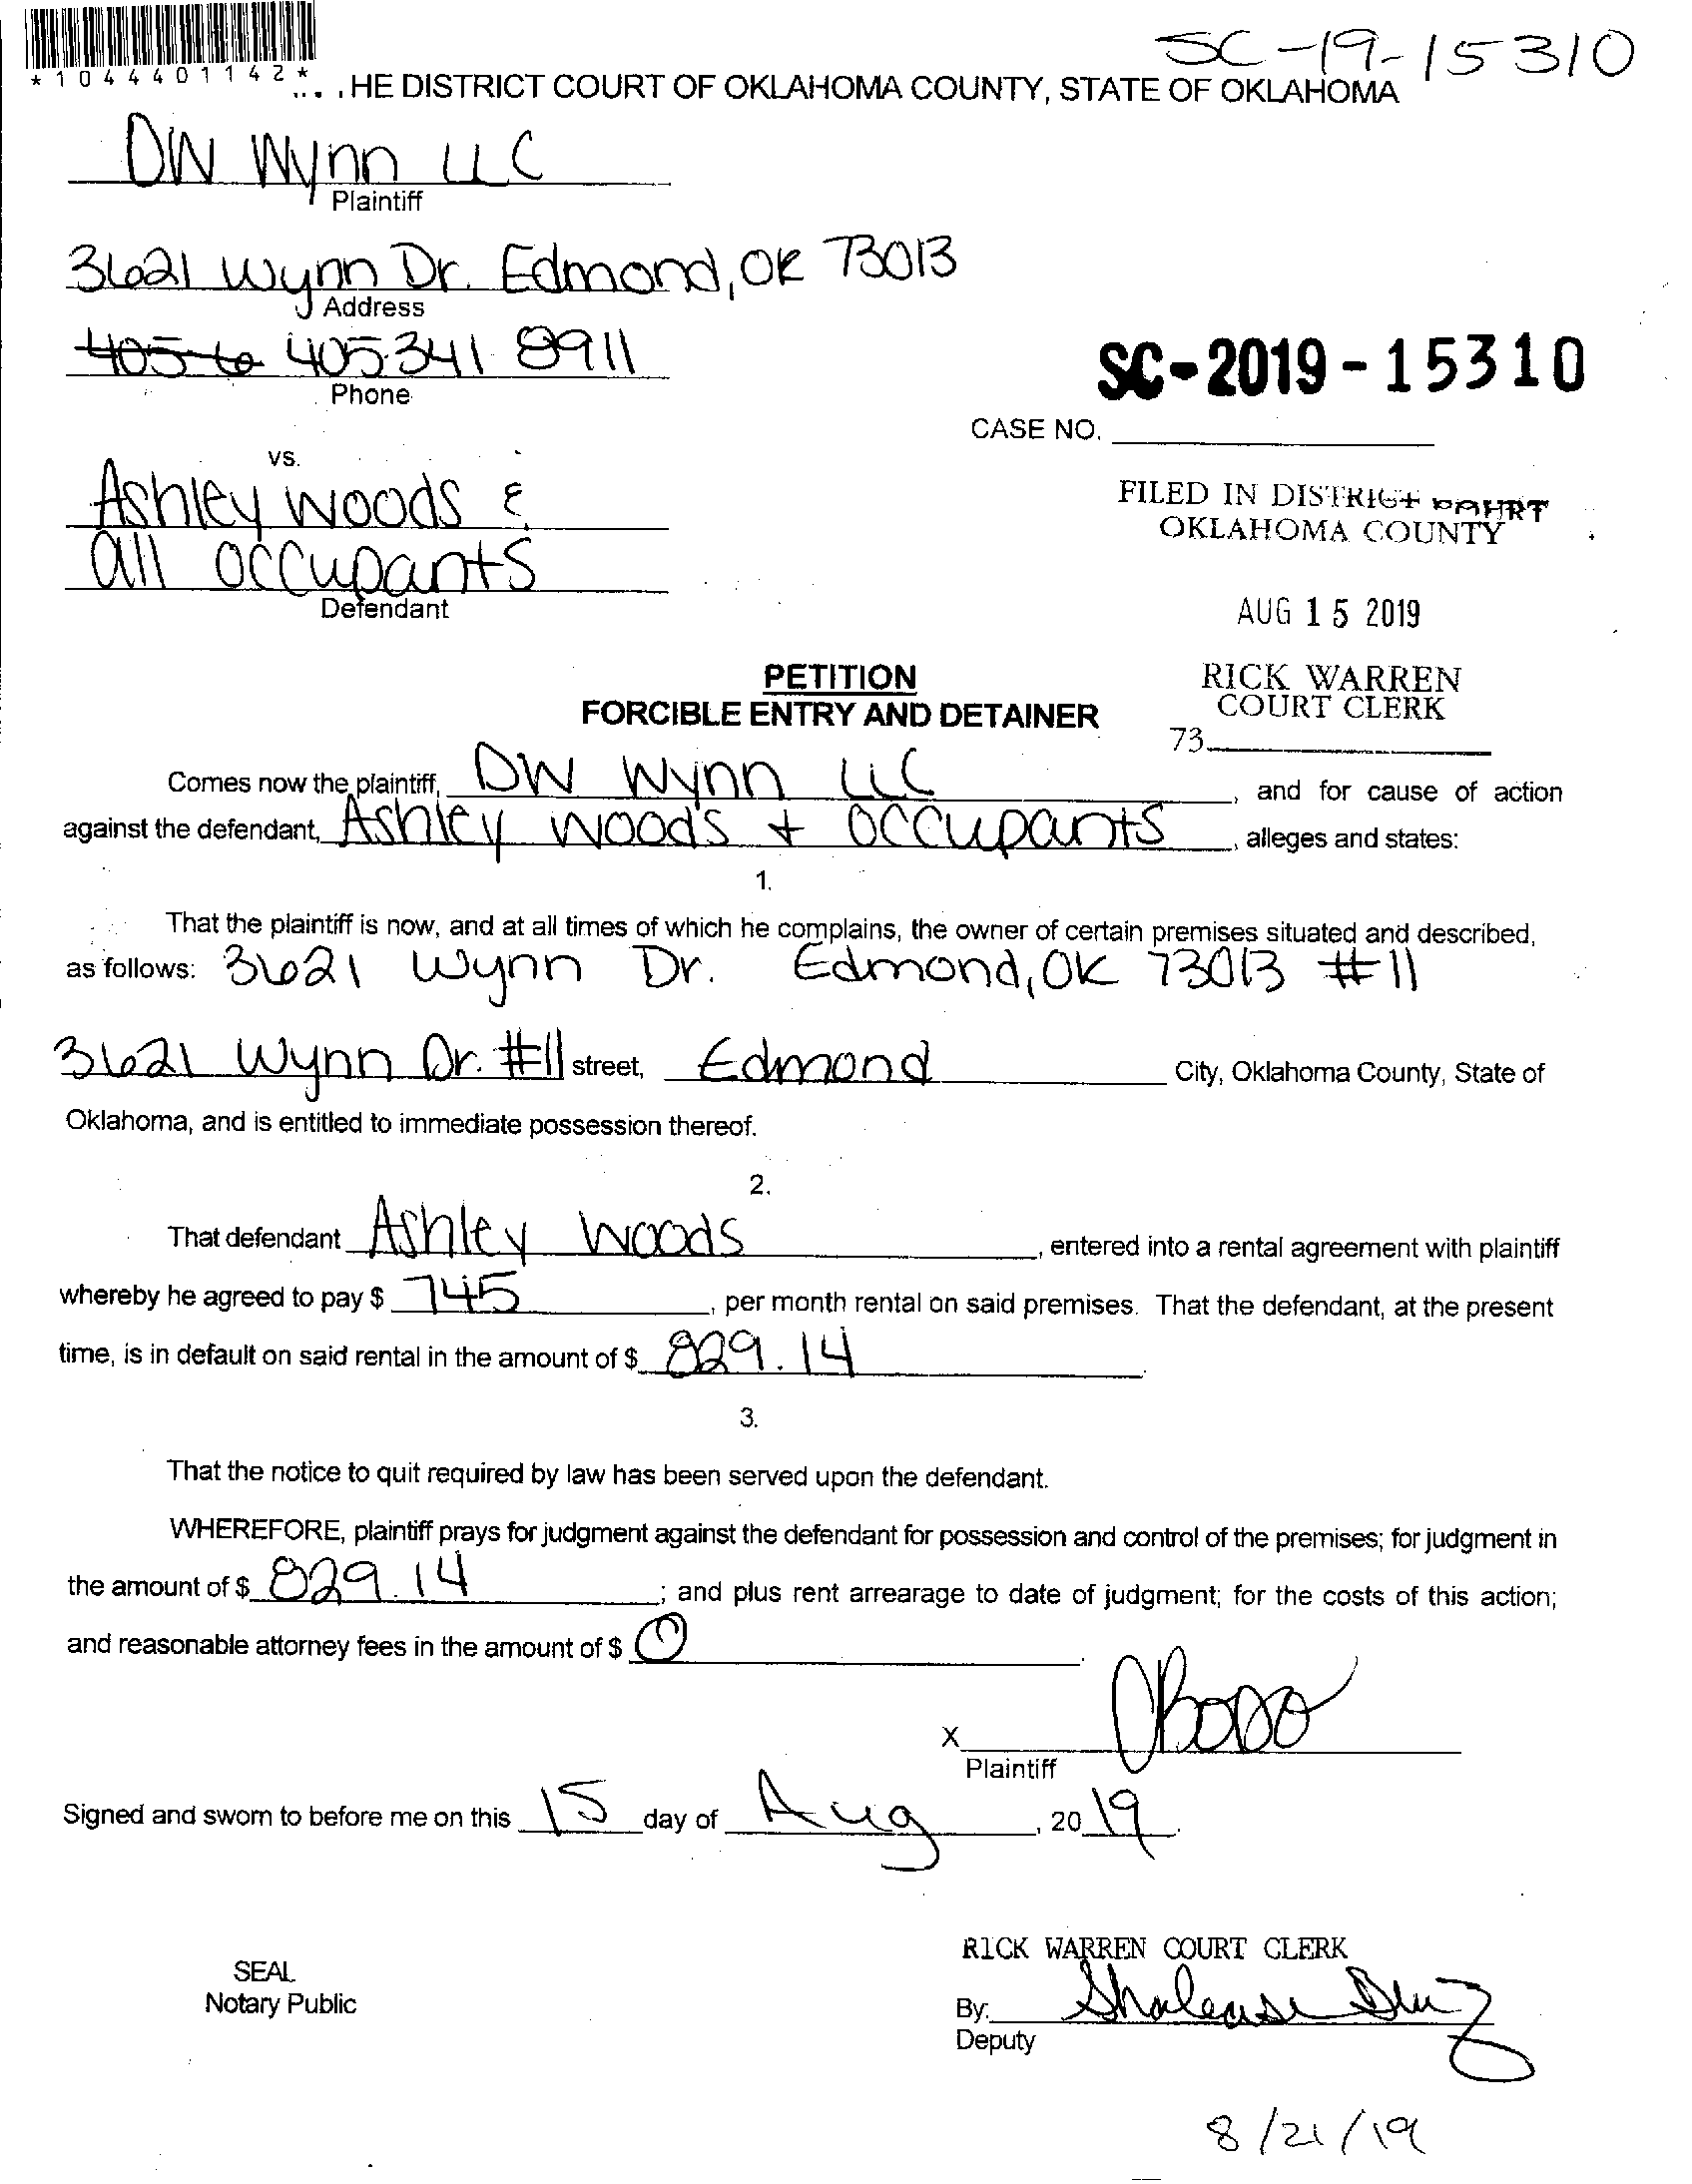 SC-19-15310
*1044401142*
HE DISTRICT COURT OF OKLAHOMA COUNTY, STATE OF OKLAHOMA
DW Wynn LLC
Plaintiff
3621 Wynn Dr. Edmond, OK 73013
Address
405 to 405 341 8911
Phone
SC-2019-15310
CASE NO.
vs.
Ashley Woods &
all occupants
Defendant
FILED IN DISTRICT COURT
OKLAHOMA COUNTY
AUG 15 2019
RICK WARREN
COURT CLERK
73
PETITION
FORCIBLE ENTRY AND DETAINER
Comes now the plaintiff, DW Wynn LLC, and for cause of action
against the defendant, Ashley Woods + occupants, alleges and states:
1.
That the plaintiff is now, and at all times of which he complains, the owner of certain premises situated and described,
as follows: 3621 Wynn Dr. Edmond, OK 73013 #11
3621 Wynn Dr. #11 street, Edmond City, Oklahoma County, State of
Oklahoma, and is entitled to immediate possession thereof.
2.
That defendant Ashley Woods, entered into a rental agreement with plaintiff
whereby he agreed to pay $ 745, per month rental on said premises. That the defendant, at the present
time, is in default on said rental in the amount of $ 829.14.
3.
That the notice to quit required by law has been served upon the defendant.
WHEREFORE, plaintiff prays for judgment against the defendant for possession and control of the premises; for judgment in
the amount of $ 829.14; and plus rent arrearage to date of judgment; for the costs of this action;
and reasonable attorney fees in the amount of $ 0.
X
Plaintiff
Signed and sworn to before me on this 15 day of Aug, 2019.
RICK WARREN COURT CLERK
SEAL
Notary Public
By:
Deputy
8/21/19